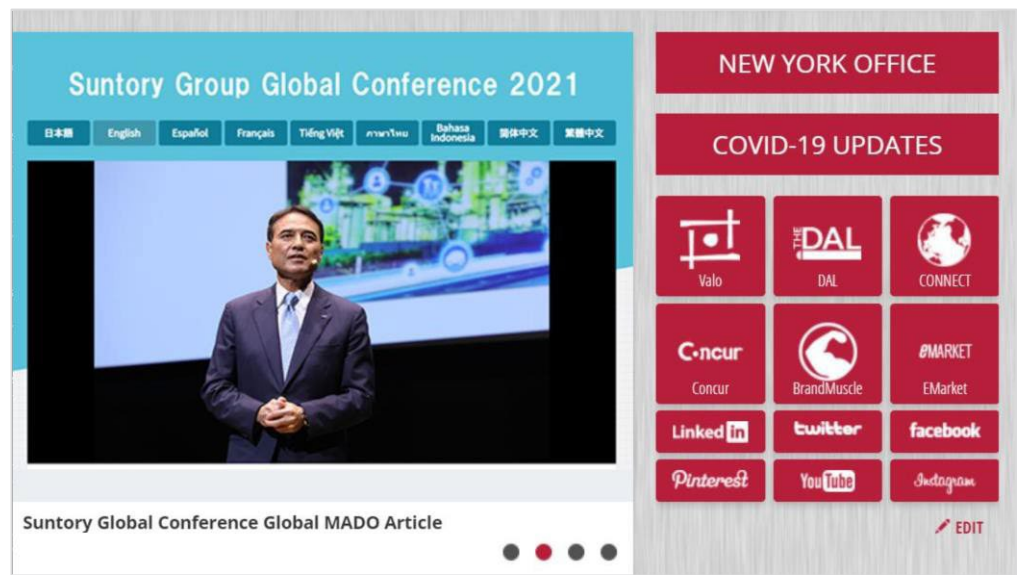 Suntory Group Global Conference 2021
日本語 English Español Français Tiếng Việt ภาษาไทย Bahasa Indonesia 简体中文 繁體中文
Suntory Global Conference Global MADO Article
NEW YORK OFFICE
COVID-19 UPDATES
Valo
THE DAL
DAL
CONNECT
C•ncur
Concur
BrandMuscle
eMARKET
EMarket
Linked in
twitter
facebook
Pinterest
YouTube
Instagram
EDIT